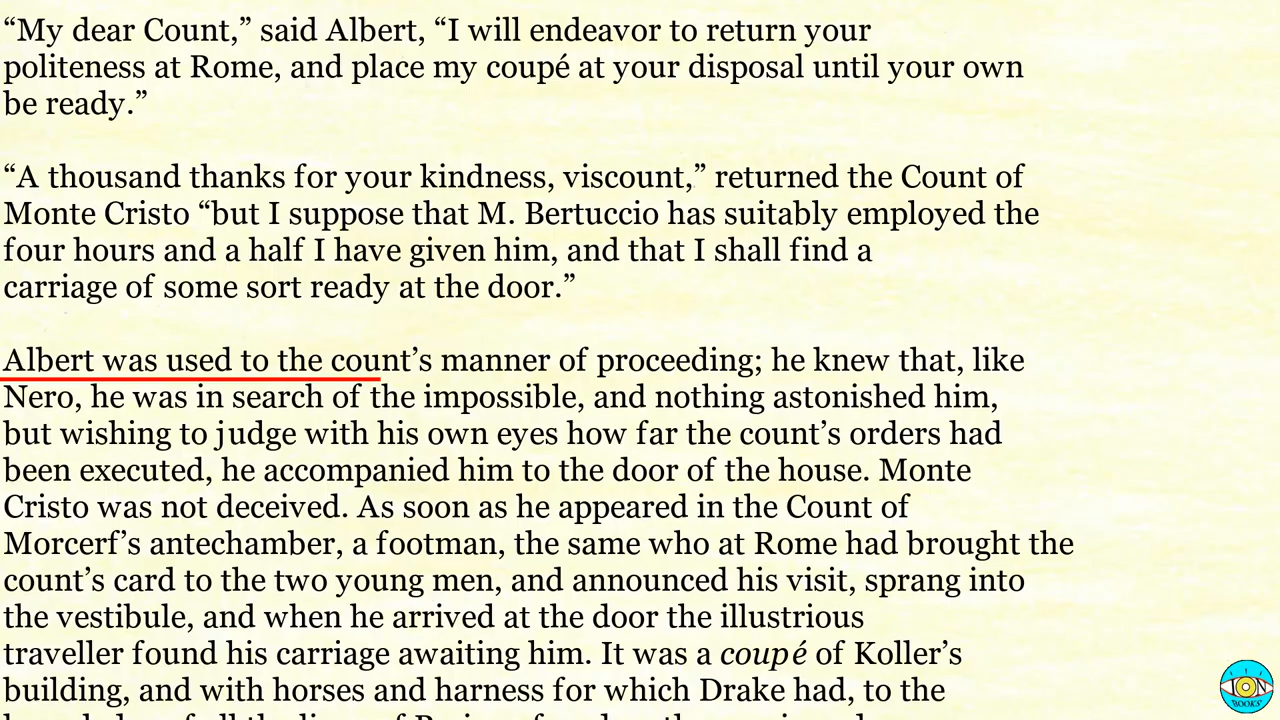 “My dear Count,” said Albert, “I will endeavor to return your
politeness at Rome, and place my coupé at your disposal until your own
be ready.”
“A thousand thanks for your kindness, viscount,” returned the Count of
Monte Cristo “but I suppose that M. Bertuccio has suitably employed the
four hours and a half I have given him, and that I shall find a
carriage of some sort ready at the door.”
Albert was used to the count’s manner of proceeding; he knew that, like
Nero, he was in search of the impossible, and nothing astonished him,
but wishing to judge with his own eyes how far the count’s orders had
been executed, he accompanied him to the door of the house. Monte
Cristo was not deceived. As soon as he appeared in the Count of
Morcerf’s antechamber, a footman, the same who at Rome had brought the
count’s card to the two young men, and announced his visit, sprang into
the vestibule, and when he arrived at the door the illustrious
traveller found his carriage awaiting him. It was a coupé of Koller’s
building, and with horses and harness for which Drake had, to the
ION
BOOKS